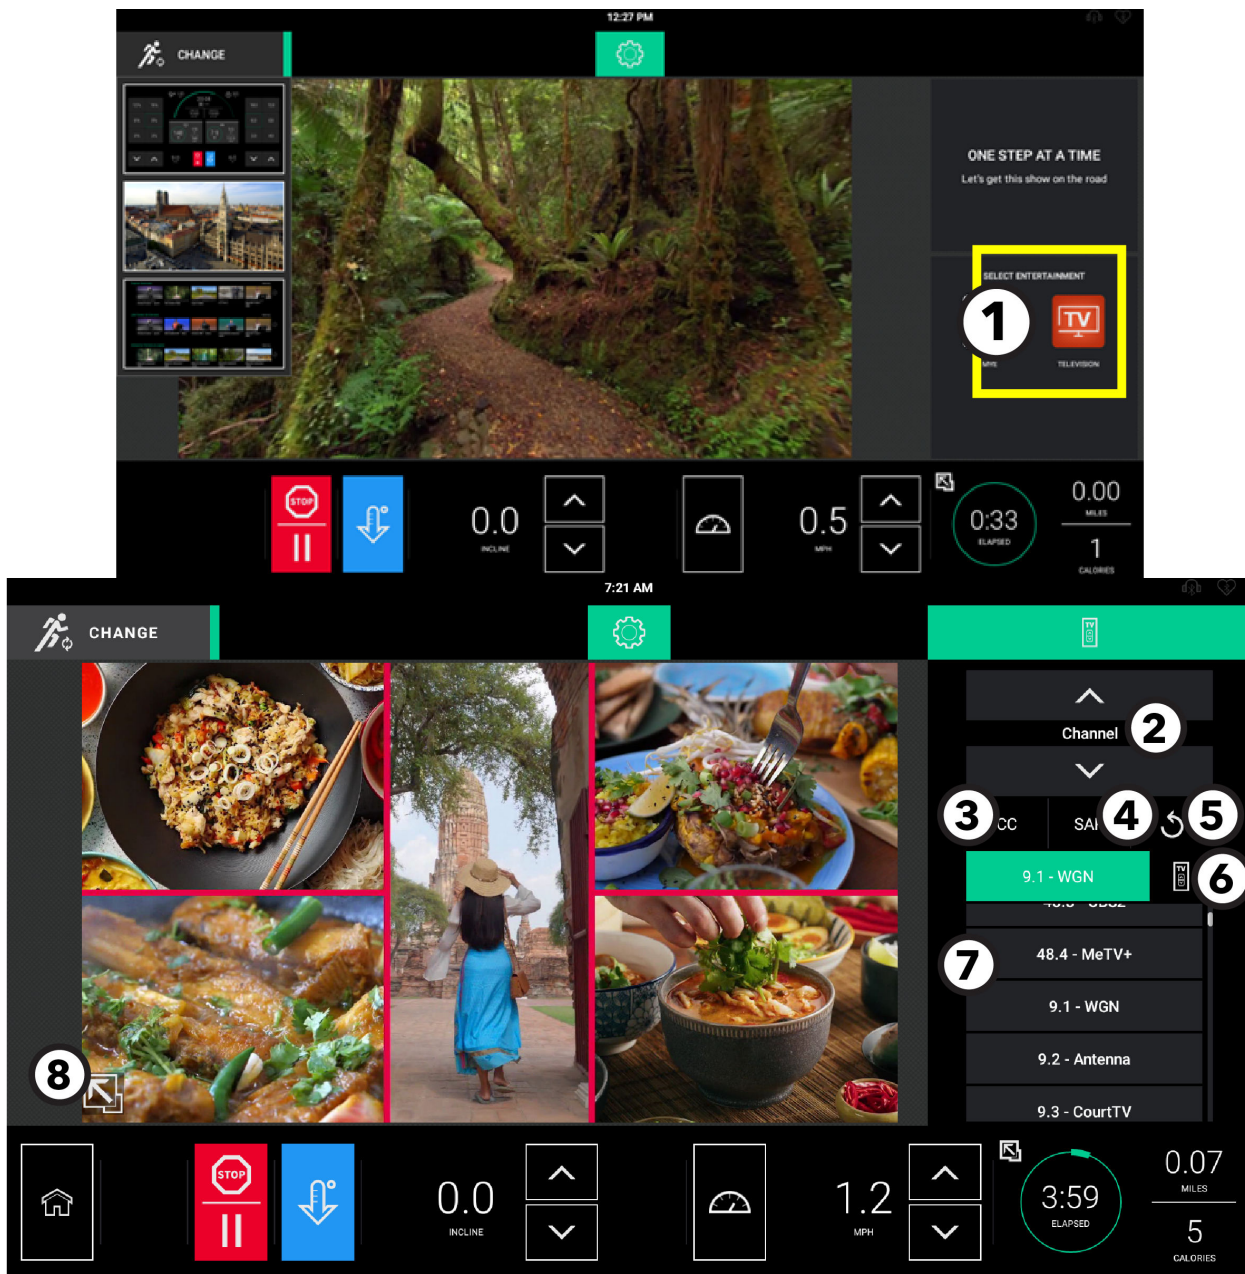 12:27 PM
CHANGE
ONE STEP AT A TIME
Let's get this show on the road
SELECT ENTERTAINMENT
1
TV
TELEVISION
STOP
0.0
INCLINE
0.5
MPH
0:33
ELAPSED
0.00
MILES
1
CALORIES
7:21 AM
CHANGE
TV
Channel
2
3
CC
4
5
9.1 - WGN
TV
6
7
48.4 - MeTV+
9.1 - WGN
9.2 - Antenna
9.3 - CourtTV
8
STOP
0.0
INCLINE
1.2
MPH
3:59
ELAPSED
0.07
MILES
5
CALORIES